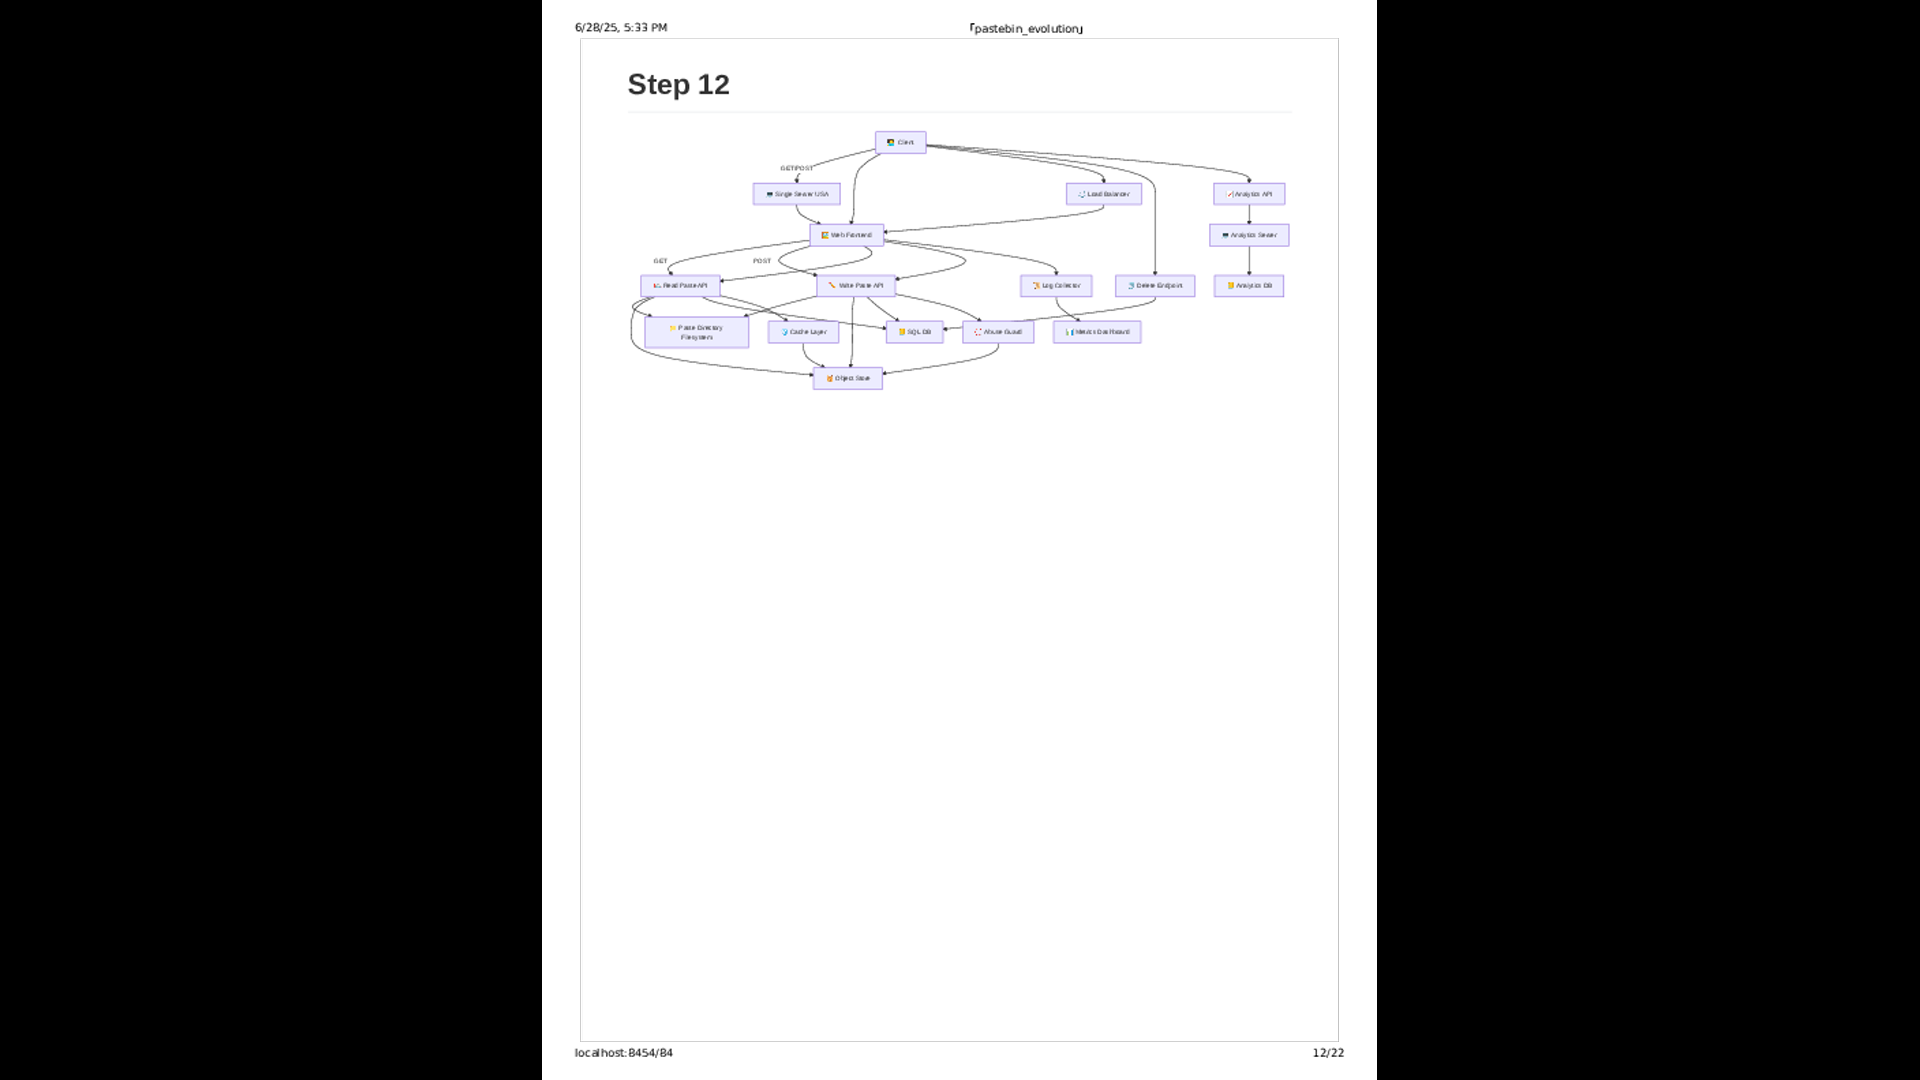 6/28/25, 5:33 PM
「pastebin_evolution」
Step 12
Client
GET/POST
Single Server USA
Load Balancer
Analytics API
Web Frontend
Analytics Server
GET
POST
Read Paste API
Write Paste API
Log Collector
Delete Endpoint
Analytics DB
Paste Directory
Filesystem
Cache Layer
SQL DB
Abuse Guard
Metrics Dashboard
Object Store
localhost:8454/84
12/22